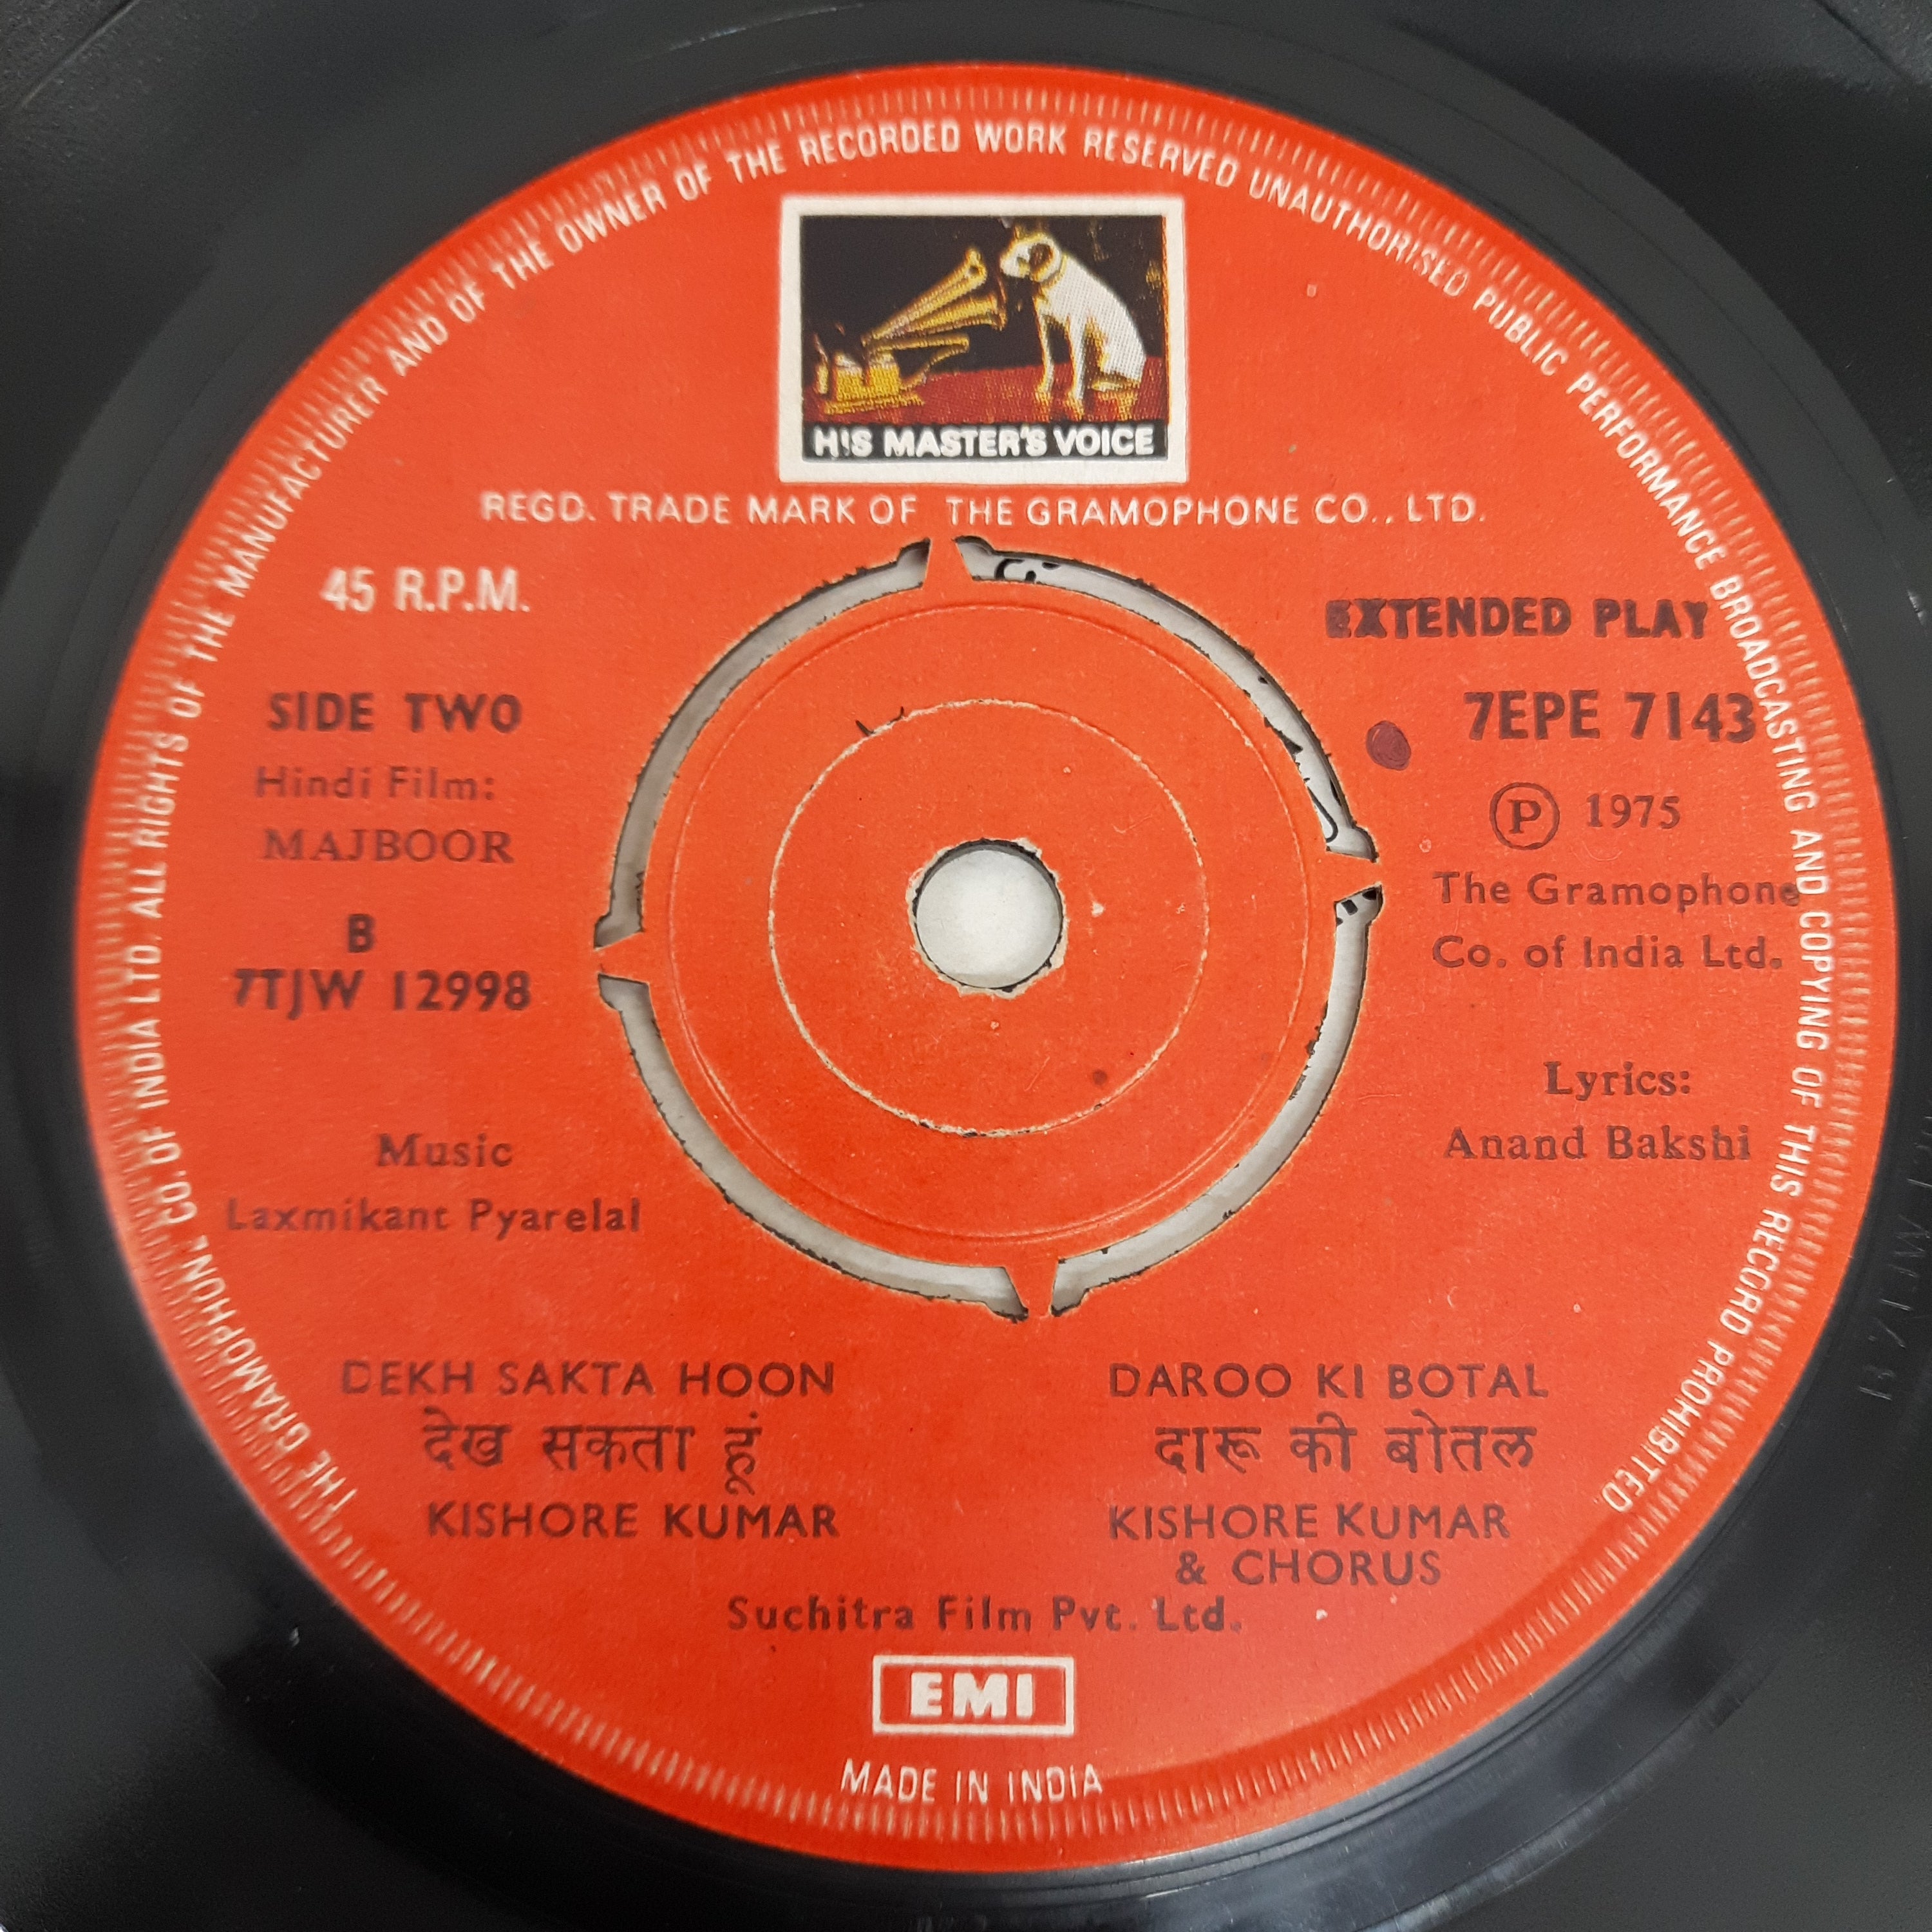 THE GRAMOPHONE CO. OF INDIA LTD. ALL RIGHTS OF THE MANUFACTURER AND OF THE OWNER OF THE RECORDED WORK RESERVED UNAUTHORISED PUBLIC PERFORMANCE BROADCASTING AND COPYING OF THIS RECORD PROHIBITED
HIS MASTER'S VOICE
REGD. TRADE MARK OF THE GRAMOPHONE CO., LTD.
45 R.P.M.
EXTENDED PLAY
SIDE TWO
7EPE 7143
Hindi Film:
MAJBOOR
Ⓟ 1975
The Gramophone
Co. of India Ltd.
B
7TJW 12998
Lyrics:
Anand Bakshi
Music
Laxmikant Pyarelal
DEKH SAKTA HOON
देख सकता हूं
KISHORE KUMAR
DAROO KI BOTAL
दारू की बोतल
KISHORE KUMAR
& CHORUS
Suchitra Film Pvt. Ltd.
EMI
MADE IN INDIA